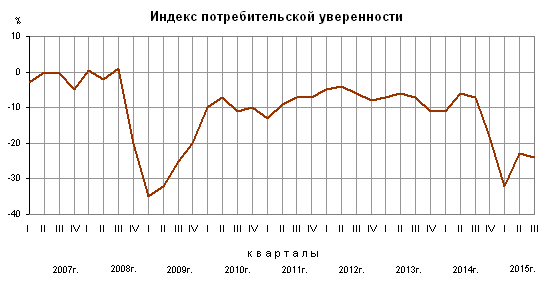 Индекс потребительской уверенности
%
10
0
-10
-20
-30
-40
I II III IV I II III IV I II III IV I II III IV I II III IV I II III IV I II III IV I II III IV I II III
кварталы
2007г. 2008г. 2009г. 2010г. 2011г. 2012г. 2013г. 2014г. 2015г.